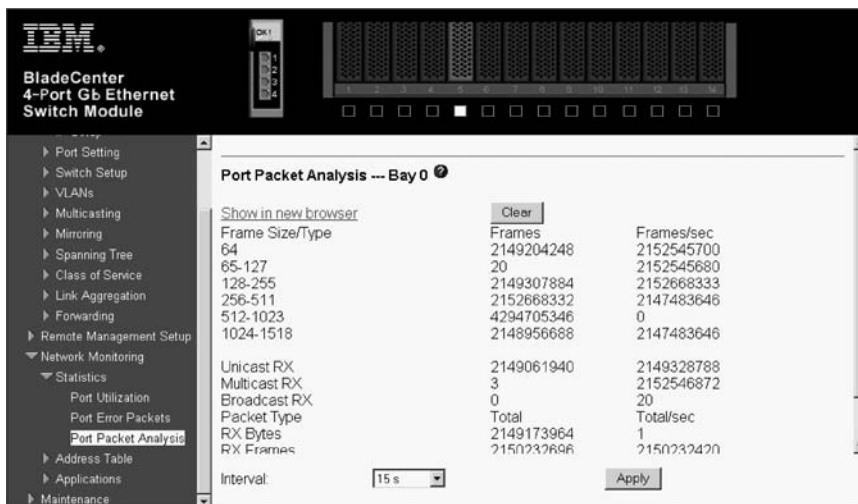 IBM.
OK!
1
2
3
4
1 2 3 4 5 6 7 8 9 10 11 12 13 14
BladeCenter
4-Port Gb Ethernet
Switch Module
Port Setting
Switch Setup
VLANs
Multicasting
Mirroring
Spanning Tree
Class of Service
Link Aggregation
Forwarding
Remote Management Setup
Network Monitoring
Statistics
Port Utilization
Port Error Packets
Port Packet Analysis
Address Table
Applications
Maintenance
Port Packet Analysis --- Bay 0 ?
Show in new browser Clear
Frame Size/Type Frames Frames/sec
64 2149204248 2152545700
65-127 20 2152545680
128-255 2149307884 2152668333
256-511 2152668332 2147483646
512-1023 4294705346 0
1024-1518 2148956688 2147483646
Unicast RX 2149061940 2149328788
Multicast RX 3 2152546872
Broadcast RX 0 20
Packet Type Total Total/sec
RX Bytes 2149173964 1
RX Frames 2150232696 2150232420
Interval: 15 s Apply